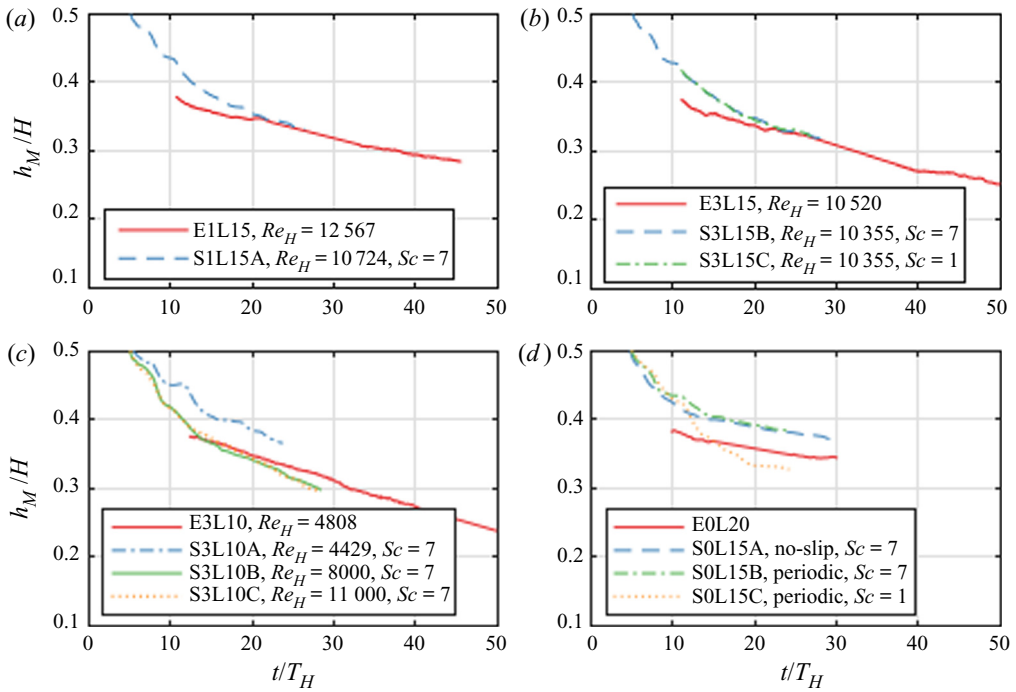 (a)
0.5
0.4
0.3
0.2
0.1
h_M/H
E1L15, Re_H = 12 567
S1L15A, Re_H = 10 724, Sc = 7
0 10 20 30 40 50
(b)
0.5
0.4
0.3
0.2
0.1
E3L15, Re_H = 10 520
S3L15B, Re_H = 10 355, Sc = 7
S3L15C, Re_H = 10 355, Sc = 1
0 10 20 30 40 50
(c)
0.5
0.4
0.3
0.2
0.1
h_M/H
E3L10, Re_H = 4808
S3L10A, Re_H = 4429, Sc = 7
S3L10B, Re_H = 8000, Sc = 7
S3L10C, Re_H = 11 000, Sc = 7
0 10 20 30 40 50
t/T_H
(d)
0.5
0.4
0.3
0.2
0.1
E0L20
S0L15A, no-slip, Sc = 7
S0L15B, periodic, Sc = 7
S0L15C, periodic, Sc = 1
0 10 20 30 40 50
t/T_H